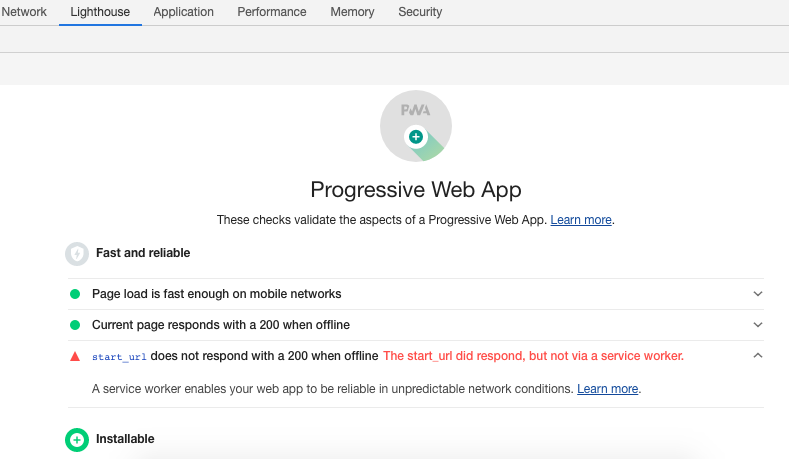 Network Lighthouse Application Performance Memory Security
PWA
Progressive Web App
These checks validate the aspects of a Progressive Web App. Learn more.
Fast and reliable
Page load is fast enough on mobile networks
Current page responds with a 200 when offline
start_url does not respond with a 200 when offline The start_url did respond, but not via a service worker.
A service worker enables your web app to be reliable in unpredictable network conditions. Learn more.
Installable